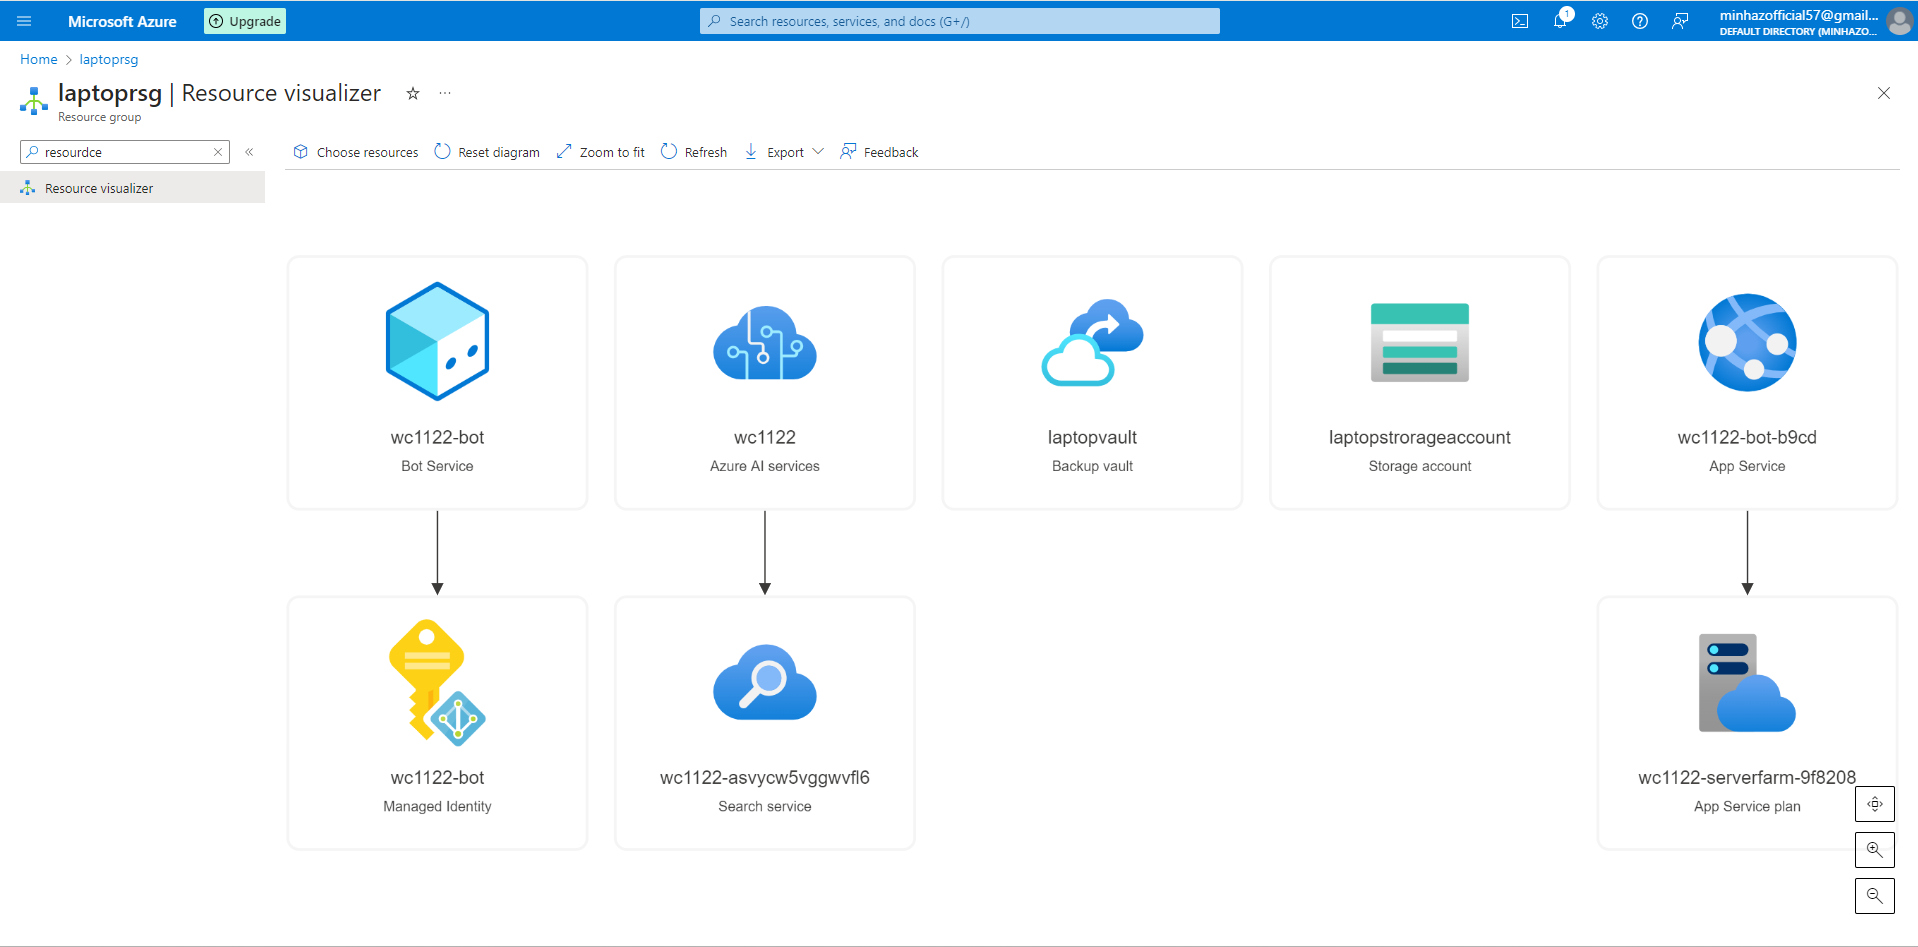 Microsoft Azure
Upgrade
Search resources, services, and docs (G+/)
1
minhazofficial57@gmail...
DEFAULT DIRECTORY (MINHAZO...
Home > laptoprsg
laptoprsg | Resource visualizer
Resource group
resourdce
Choose resources
Reset diagram
Zoom to fit
Refresh
Export
Feedback
Resource visualizer
wc1122-bot
Bot Service
wc1122
Azure AI services
laptopvault
Backup vault
laptopstrorageaccount
Storage account
wc1122-bot-b9cd
App Service
wc1122-bot
Managed Identity
wc1122-asvycw5vggwvfl6
Search service
wc1122-serverfarm-9f8208
App Service plan